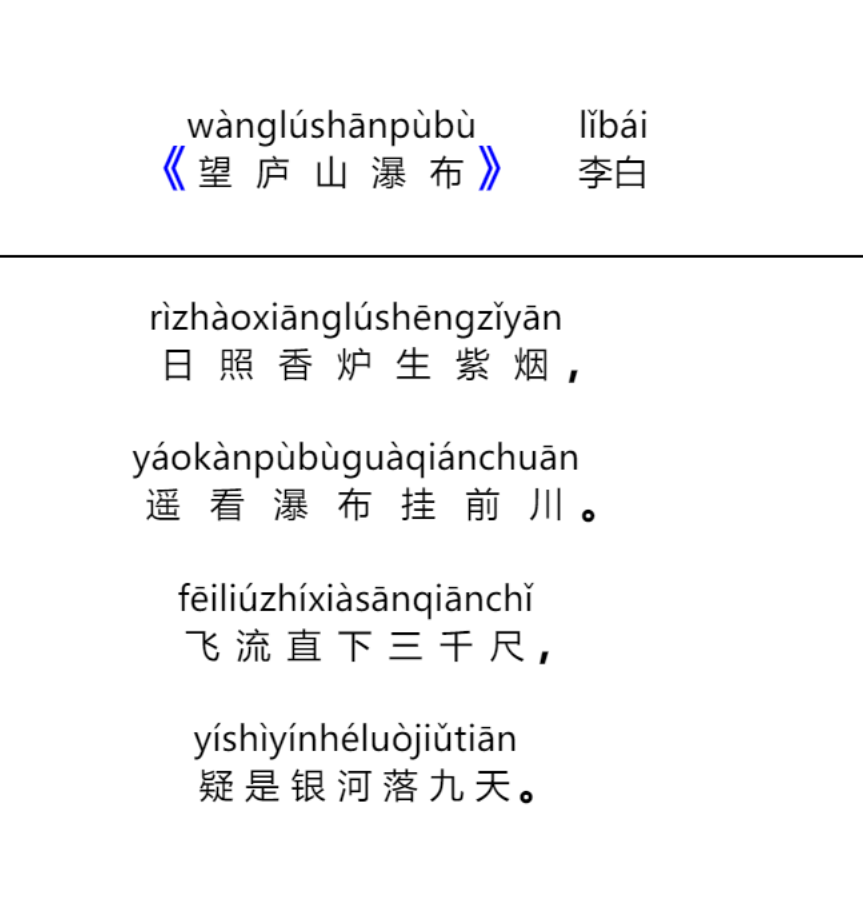 wànglúshānpùbù lǐbái
《望庐山瀑布》 李白
rìzhàoxiānglúshēngzǐyān
日照香炉生紫烟，
yáokànpùbùguàqiánchuān
遥看瀑布挂前川。
fēiliúzhíxiàsānqiānchǐ
飞流直下三千尺，
yíshìyínhéluòjiǔtiān
疑是银河落九天。